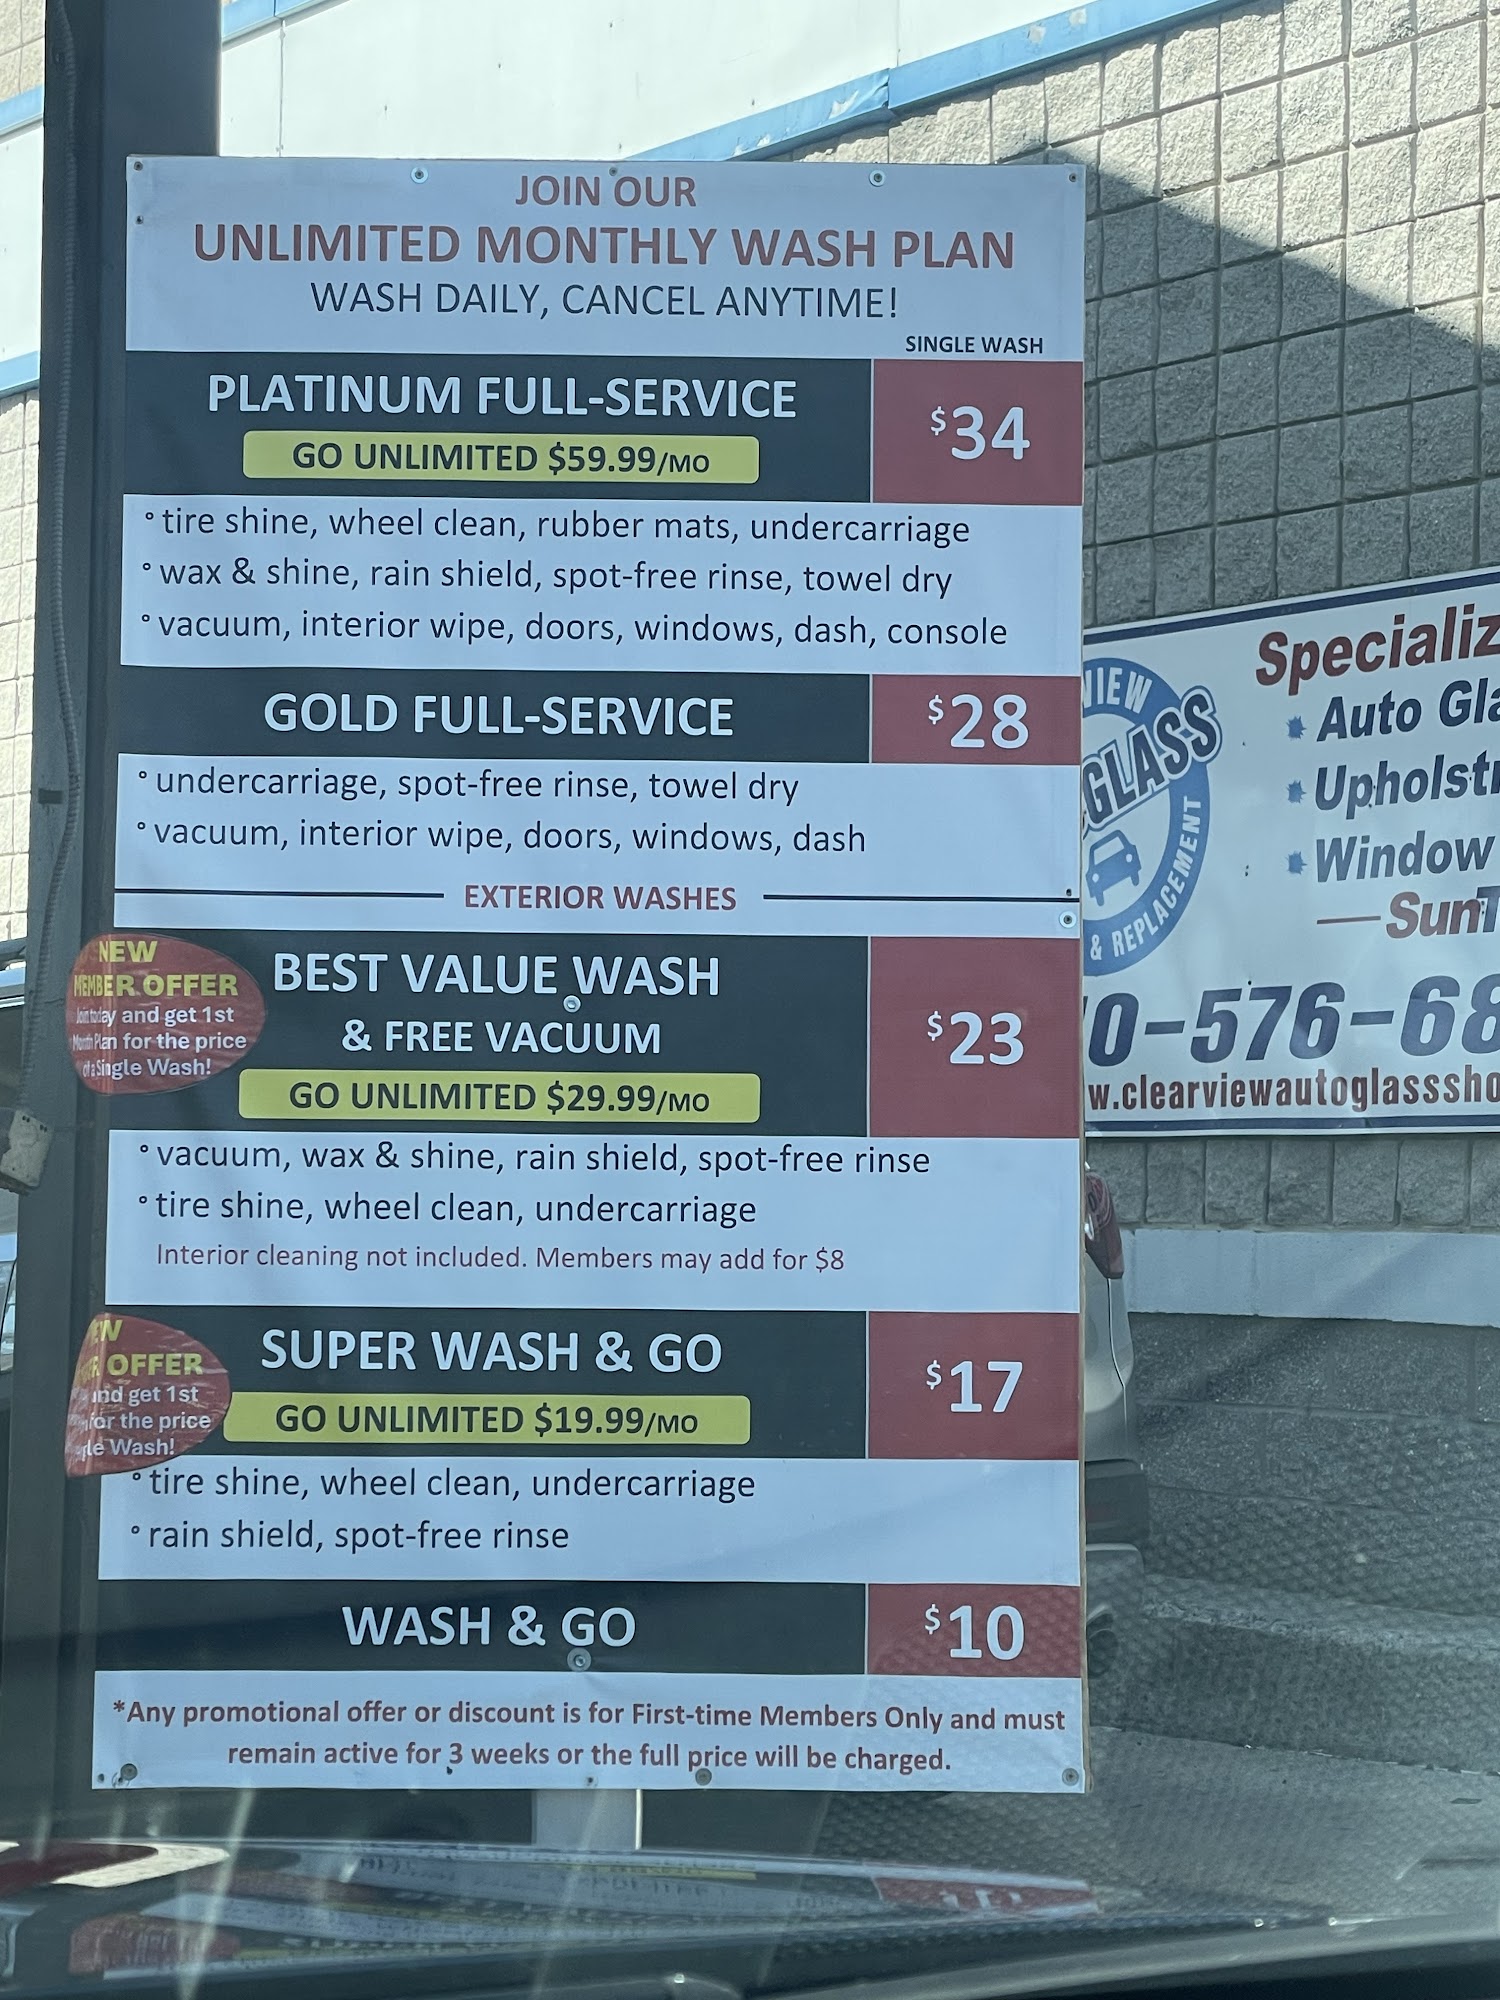 JOIN OUR
UNLIMITED MONTHLY WASH PLAN
WASH DAILY, CANCEL ANYTIME!
SINGLE WASH
PLATINUM FULL-SERVICE
GO UNLIMITED $59.99/MO
$34
° tire shine, wheel clean, rubber mats, undercarriage
° wax & shine, rain shield, spot-free rinse, towel dry
° vacuum, interior wipe, doors, windows, dash, console
GOLD FULL-SERVICE
$28
° undercarriage, spot-free rinse, towel dry
° vacuum, interior wipe, doors, windows, dash
EXTERIOR WASHES
NEW
MEMBER OFFER
Join today and get 1st
Month Plan for the price
of a Single Wash!
BEST VALUE WASH
& FREE VACUUM
GO UNLIMITED $29.99/MO
$23
° vacuum, wax & shine, rain shield, spot-free rinse
° tire shine, wheel clean, undercarriage
Interior cleaning not included. Members may add for $8
EW
OFFER
and get 1st
for the price
le Wash!
SUPER WASH & GO
GO UNLIMITED $19.99/MO
$17
° tire shine, wheel clean, undercarriage
° rain shield, spot-free rinse
WASH & GO
$10
*Any promotional offer or discount is for First-time Members Only and must
remain active for 3 weeks or the full price will be charged.
VIEW
GLASS
& REPLACEMENT
Specializ
Auto Gla
Upholst
Window
— SunT
0-576-68
w.clearviewautoglasssho